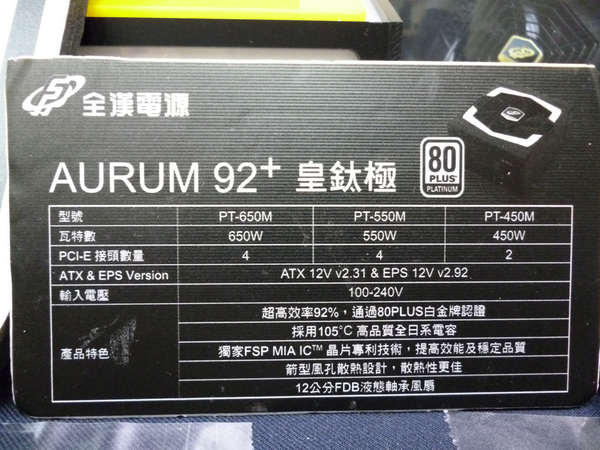 全漢電源
AURUM 92+ 皇鈦極
80 PLUS PLATINUM
型號 PT-650M PT-550M PT-450M
瓦特數 650W 550W 450W
PCI-E 接頭數量 4 4 2
ATX & EPS Version ATX 12V v2.31 & EPS 12V v2.92
輸入電壓 100-240V
產品特色
超高效率92%，通過80PLUS白金牌認證
採用105°C 高品質全日系電容
獨家FSP MIA IC™ 晶片專利技術，提高效能及穩定品質
箭型風孔散熱設計，散熱性更佳
12公分FDB液態軸承風扇